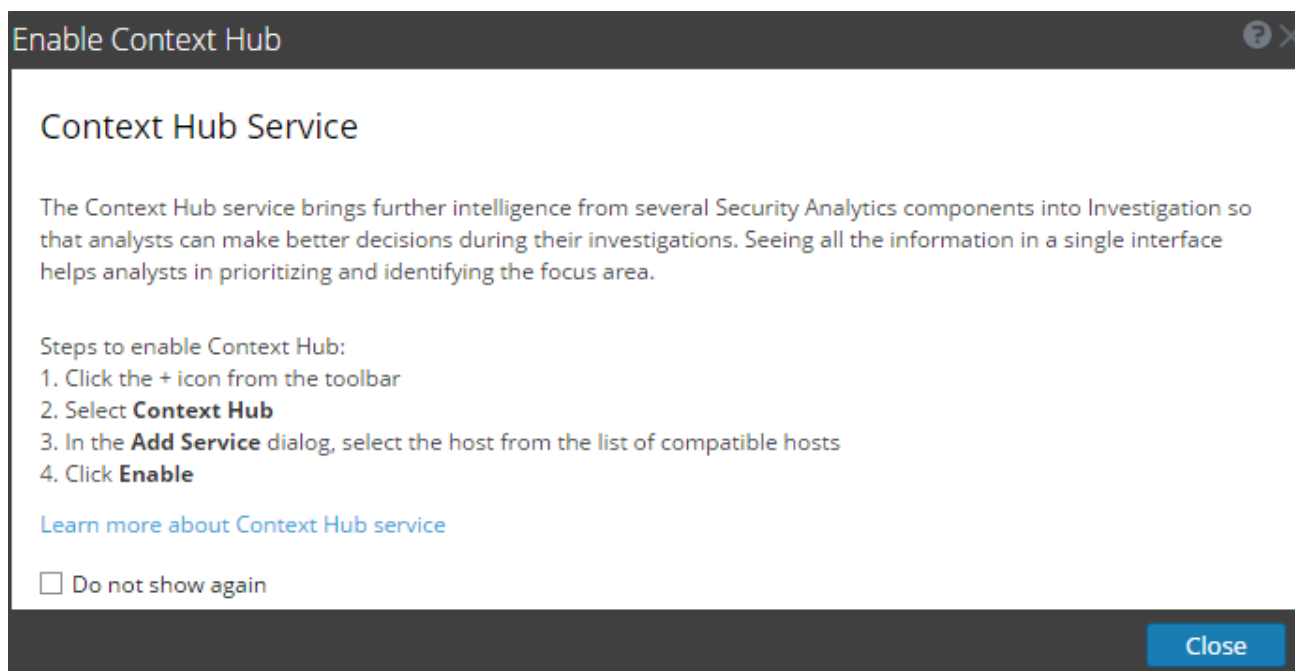 Enable Context Hub
Context Hub Service
The Context Hub service brings further intelligence from several Security Analytics components into Investigation so
that analysts can make better decisions during their investigations. Seeing all the information in a single interface
helps analysts in prioritizing and identifying the focus area.
Steps to enable Context Hub:
1. Click the + icon from the toolbar
2. Select Context Hub
3. In the Add Service dialog, select the host from the list of compatible hosts
4. Click Enable
Learn more about Context Hub service
Do not show again
Close